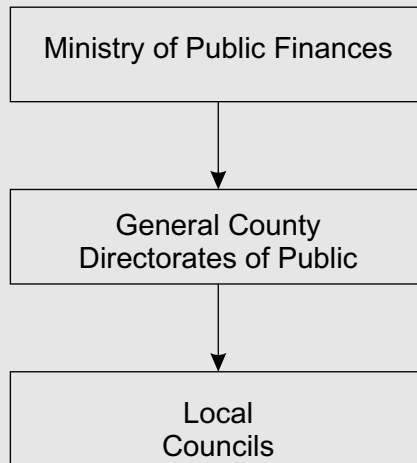 Ministry of Public Finances
General County
Directorates of Public
Local
Councils